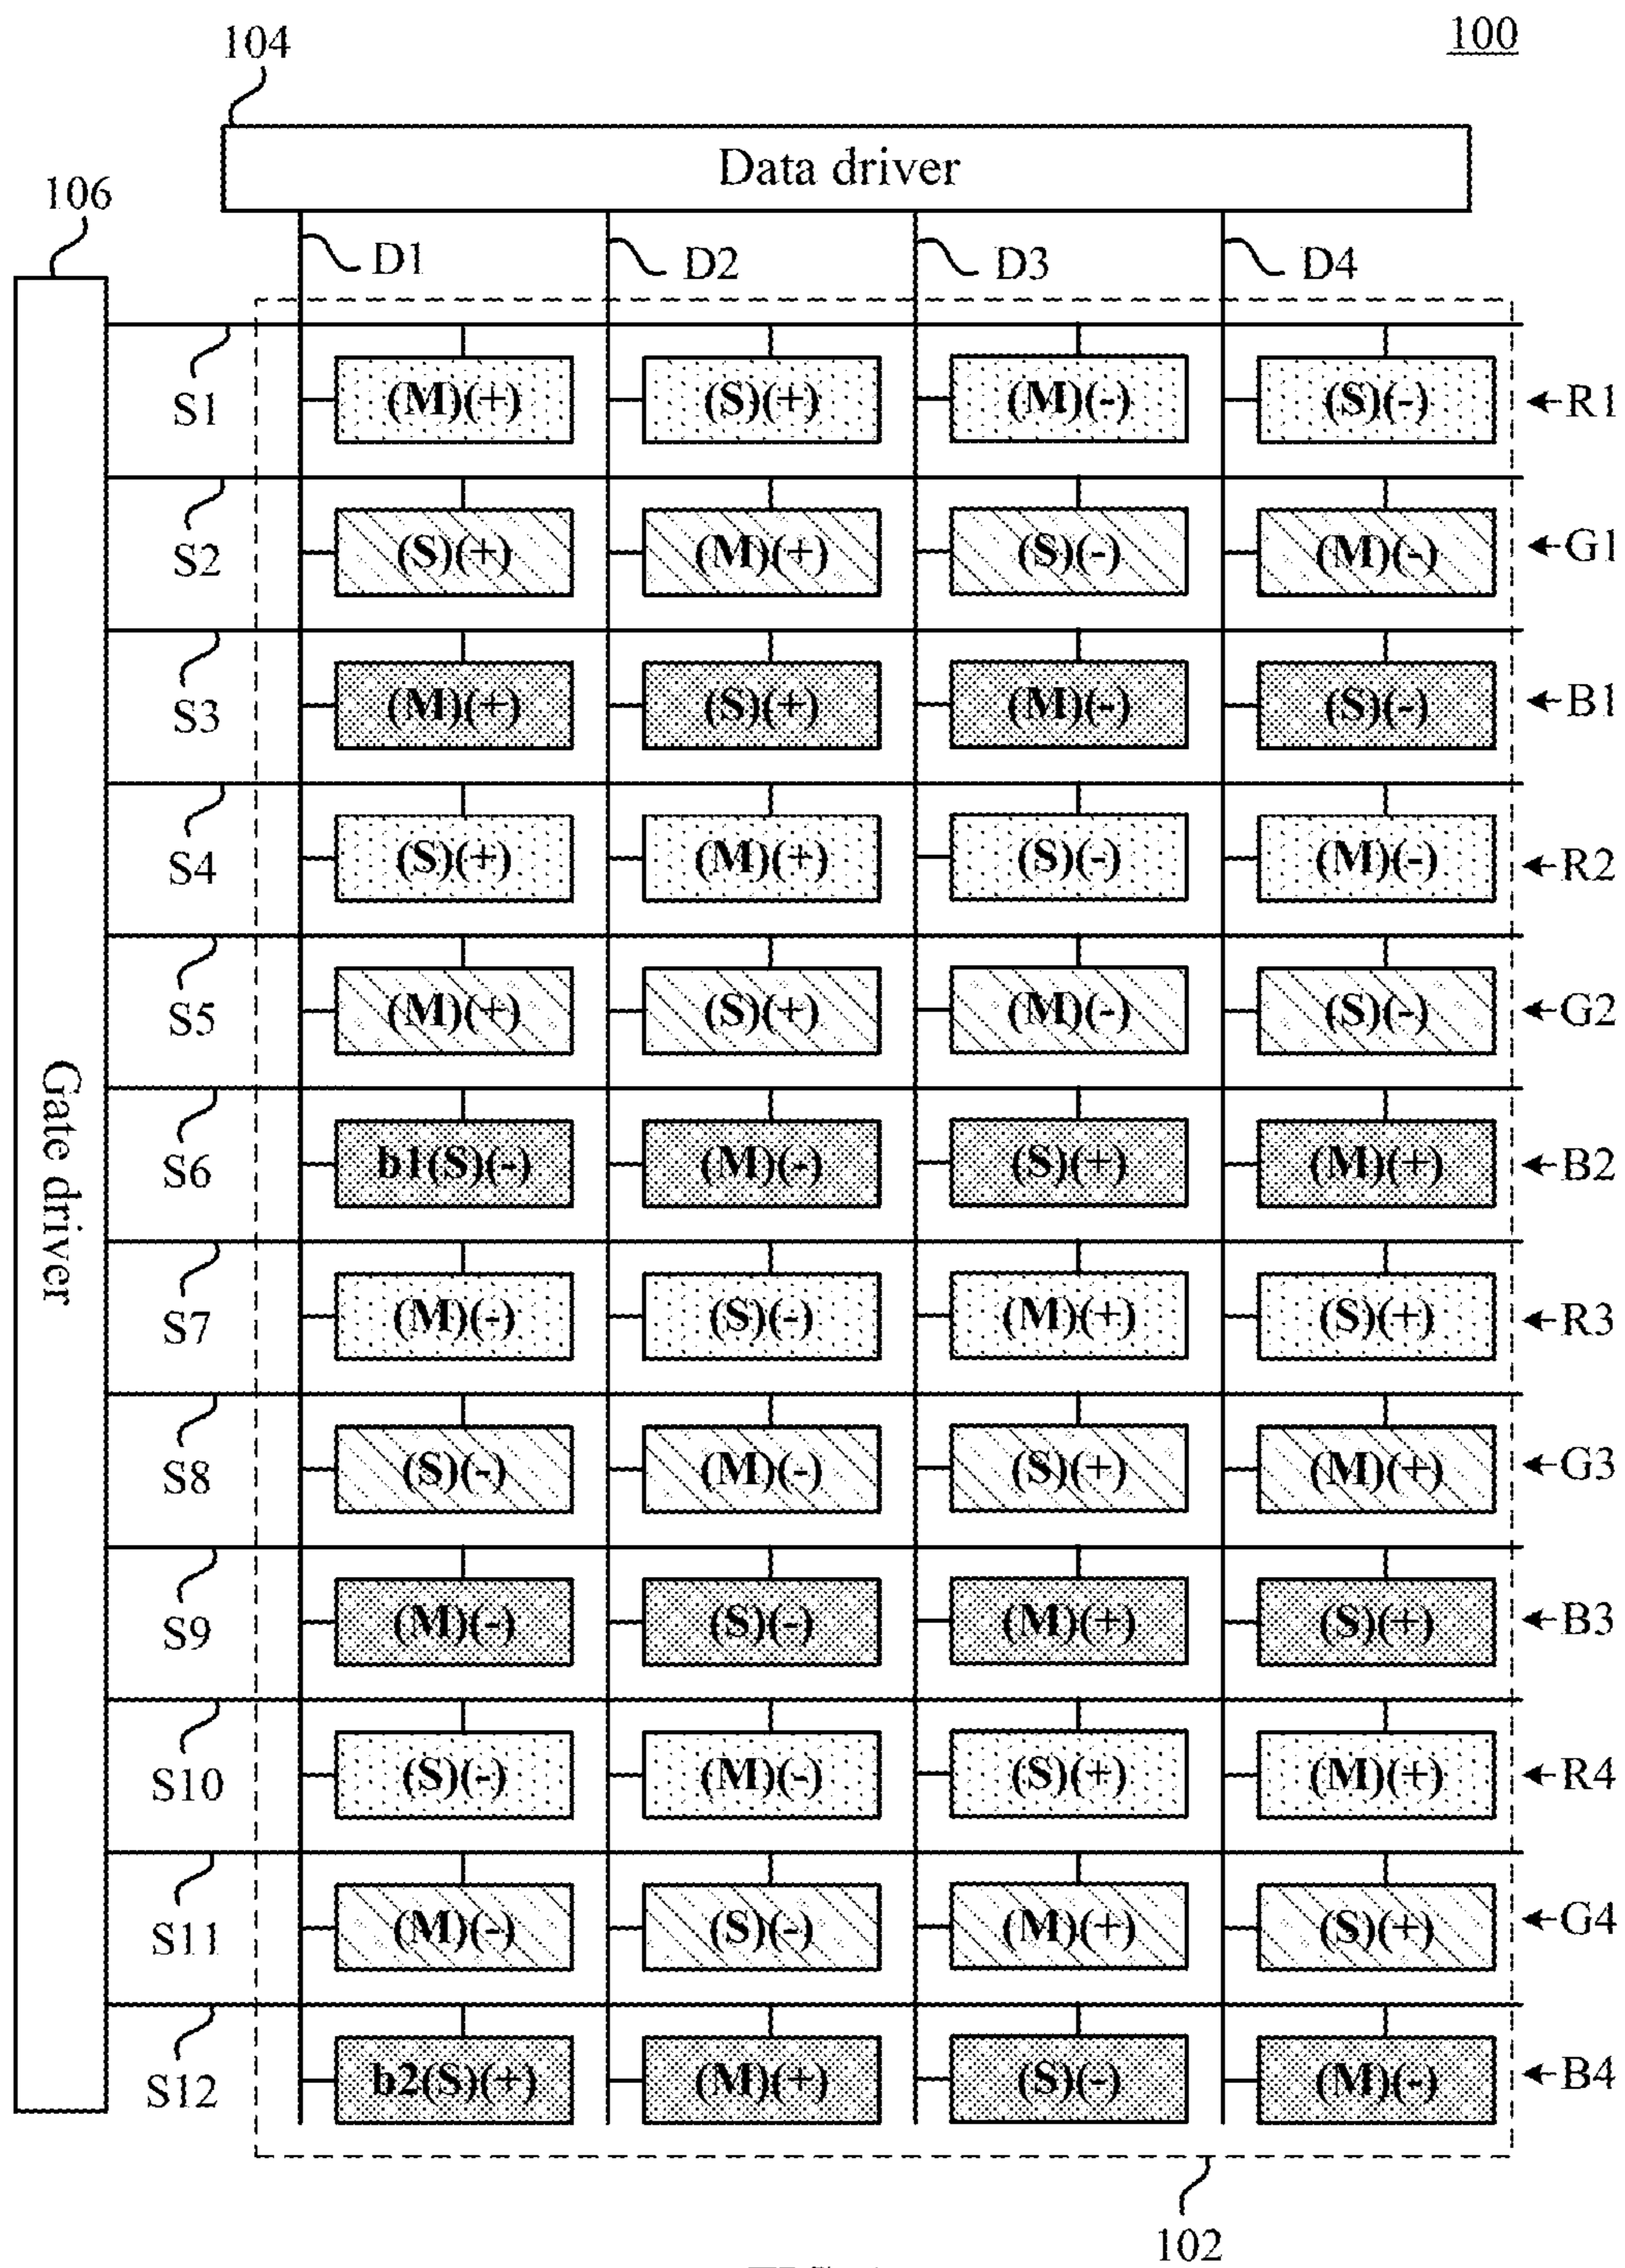 100
104
Data driver
106
D1 D2 D3 D4
Gate driver
S1 (M)(+) (S)(+) (M)(-) (S)(-) R1
S2 (S)(+) (M)(+) (S)(-) (M)(-) G1
S3 (M)(+) (S)(+) (M)(-) (S)(-) B1
S4 (S)(+) (M)(+) (S)(-) (M)(-) R2
S5 (M)(+) (S)(+) (M)(-) (S)(-) G2
S6 b1(S)(-) (M)(-) (S)(+) (M)(+) B2
S7 (M)(-) (S)(-) (M)(+) (S)(+) R3
S8 (S)(-) (M)(-) (S)(+) (M)(+) G3
S9 (M)(-) (S)(-) (M)(+) (S)(+) B3
S10 (S)(-) (M)(-) (S)(+) (M)(+) R4
S11 (M)(-) (S)(-) (M)(+) (S)(+) G4
S12 b2(S)(+) (M)(+) (S)(-) (M)(-) B4
102